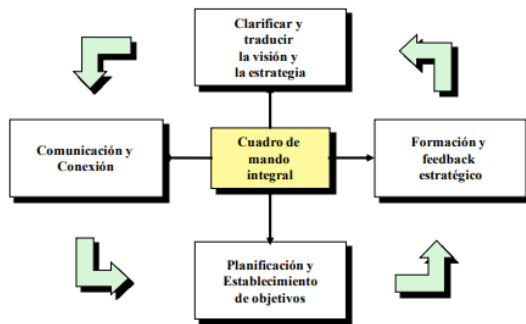 Clarificar y
traducir
la visión y
la estrategia
Comunicación y
Conexión
Cuadro de
mando
integral
Formación y
feedback
estratégico
Planificación y
Establecimiento
de objetivos